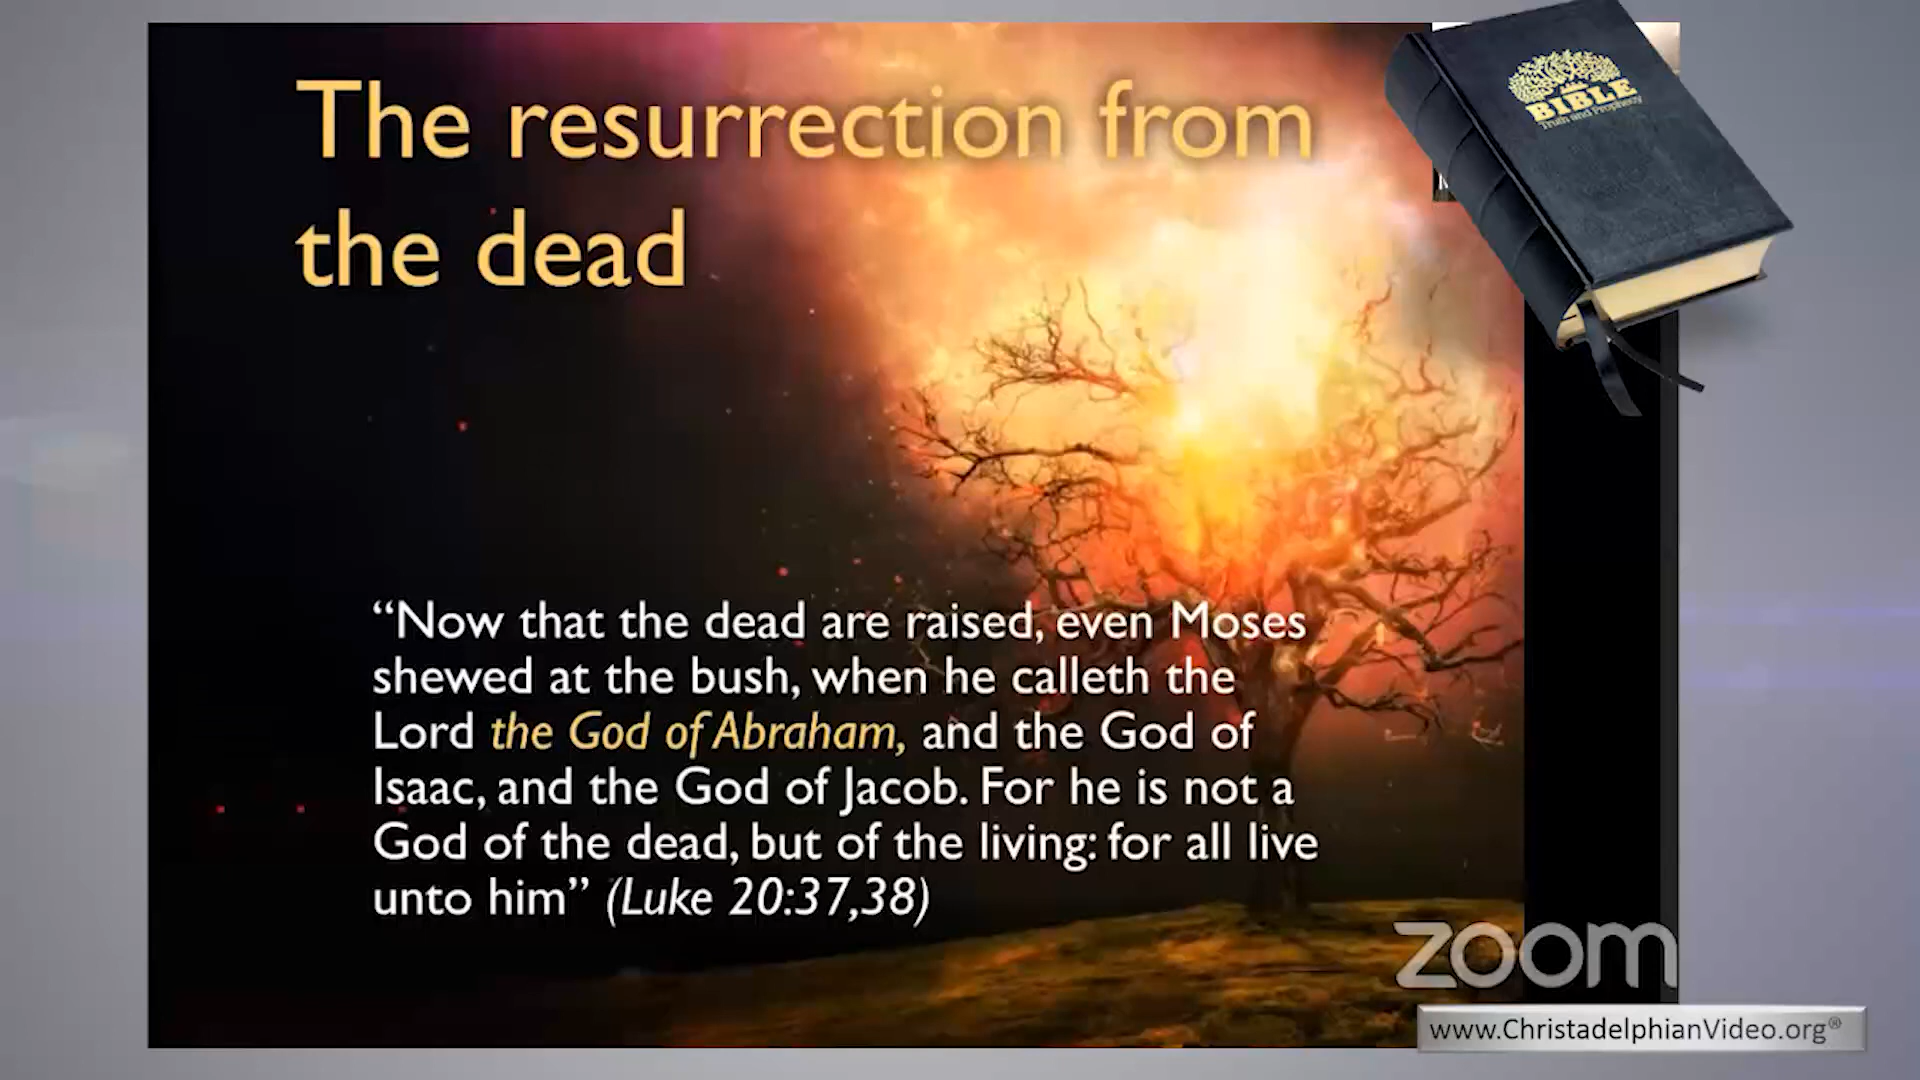 The resurrection from
the dead
BIBLE
Truth and Prophecy
“Now that the dead are raised, even Moses
shewed at the bush, when he calleth the
Lord the God of Abraham, and the God of
Isaac, and the God of Jacob. For he is not a
God of the dead, but of the living: for all live
unto him” (Luke 20:37,38)
zoom
www.ChristadelphianVideo.org®